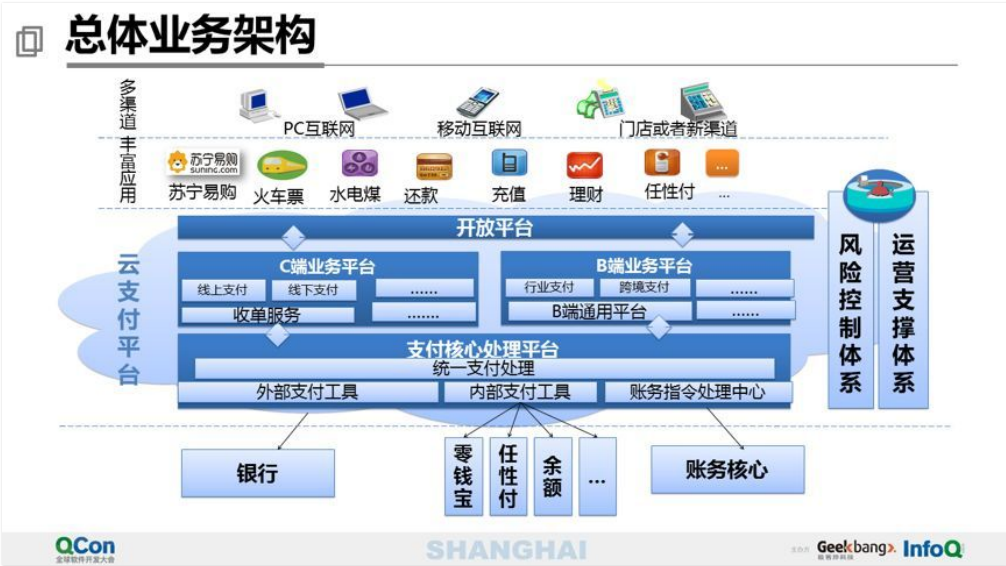 总体业务架构
多渠道
PC互联网
移动互联网
门店或者新渠道
丰富应用
苏宁易购
suning.com
苏宁易购
火车票
水电煤
还款
充值
理财
任性付
...
...
云支付平台
开放平台
C端业务平台
线上支付
线下支付
......
收单服务
.......
B端业务平台
行业支付
跨境支付
......
B端通用平台
......
支付核心处理平台
统一支付处理
外部支付工具
内部支付工具
账务指令处理中心
风险控制体系
运营支撑体系
银行
零钱宝
任性付
余额
...
账务核心
QCon
全球软件开发大会
SHANGHAI
主办方
Geekbang>.
极客邦科技
InfoQ